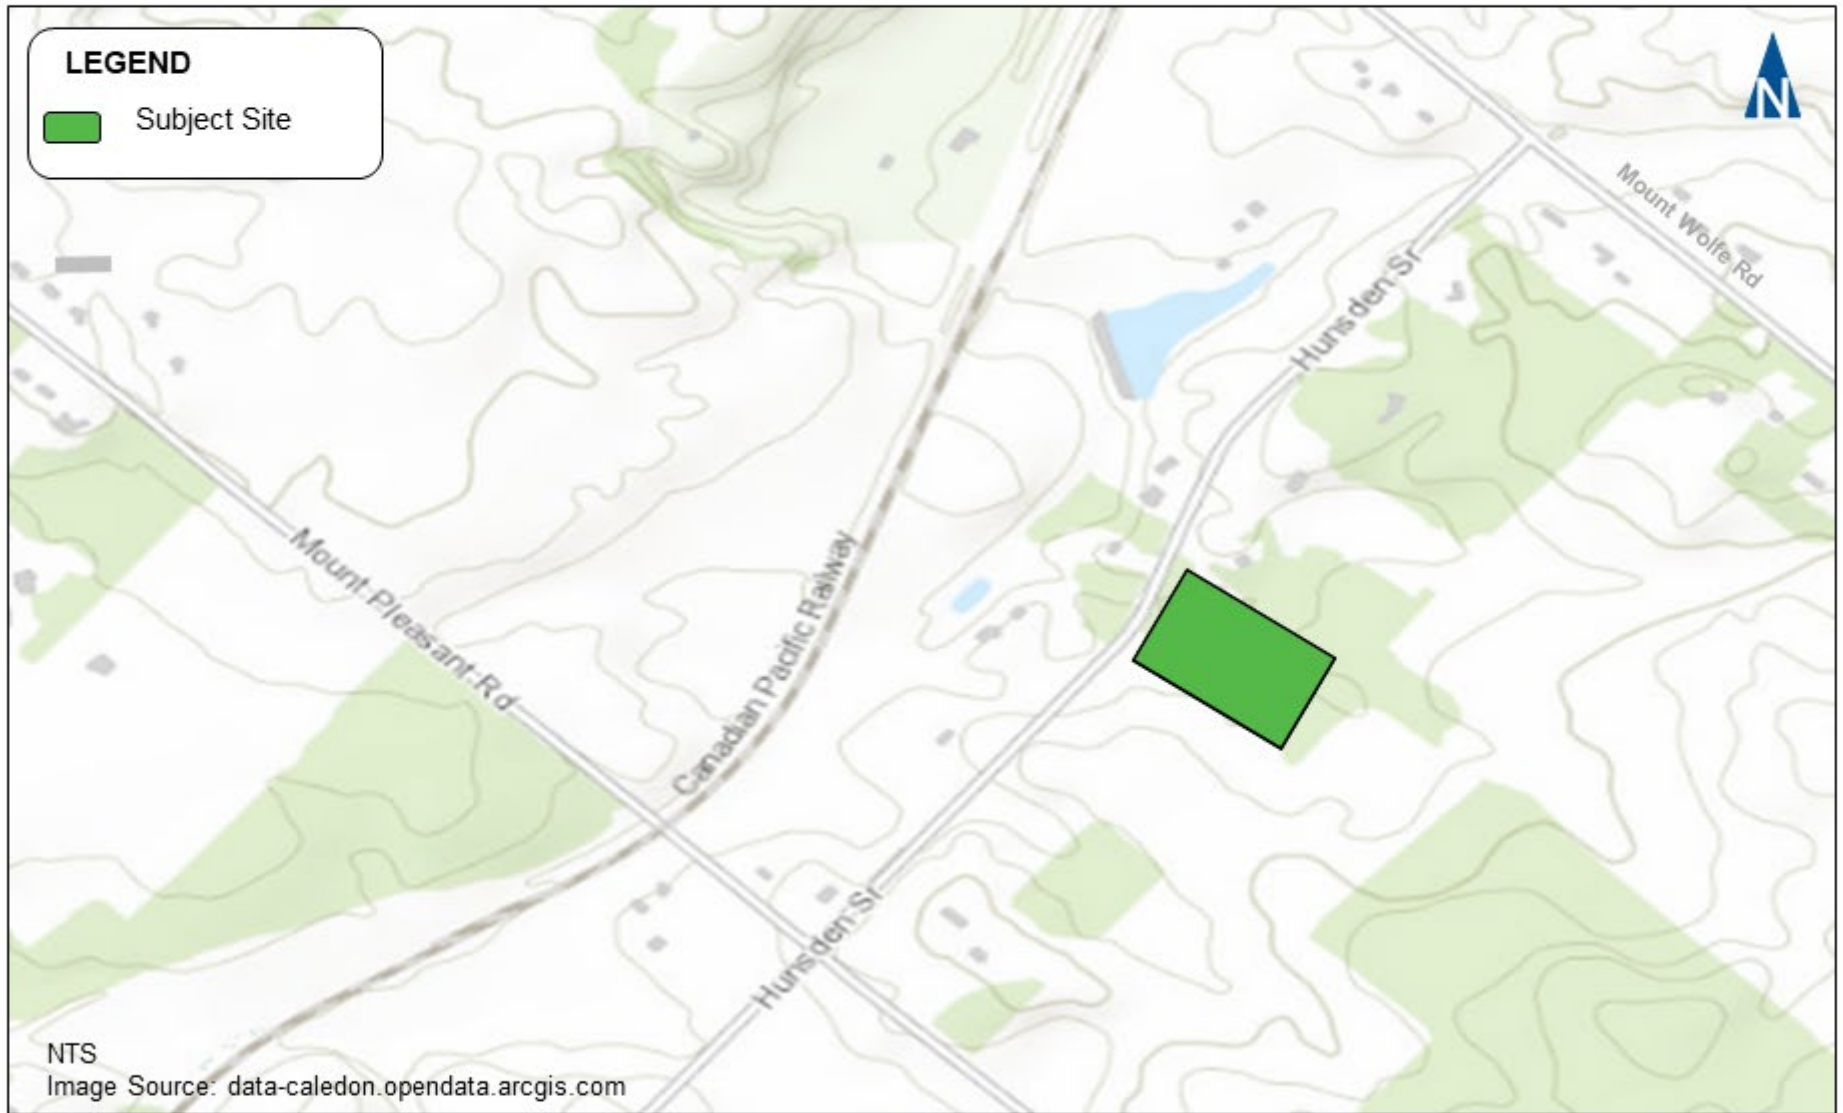 LEGEND
Subject Site
N
Mount Wolfe Rd
Hunsden Sr
Mount Pleasant Rd
Canadian Pacific Railway
Hunsden Sr
NTS
Image Source: data-caledon.opendata.arcgis.com